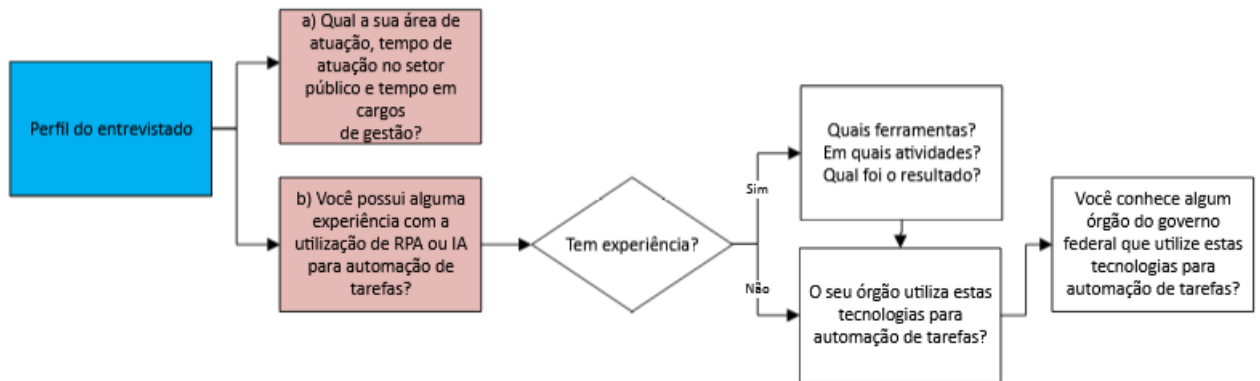 Perfil do entrevistado
a) Qual a sua área de
atuação, tempo de
atuação no setor
público e tempo em
cargos
de gestão?
b) Você possui alguma
experiência com a
utilização de RPA ou IA
para automação de
tarefas?
Tem experiência?
Sim
Não
Quais ferramentas?
Em quais atividades?
Qual foi o resultado?
O seu órgão utiliza estas
tecnologias para
automação de tarefas?
Você conhece algum
órgão do governo
federal que utilize estas
tecnologias para
automação de tarefas?